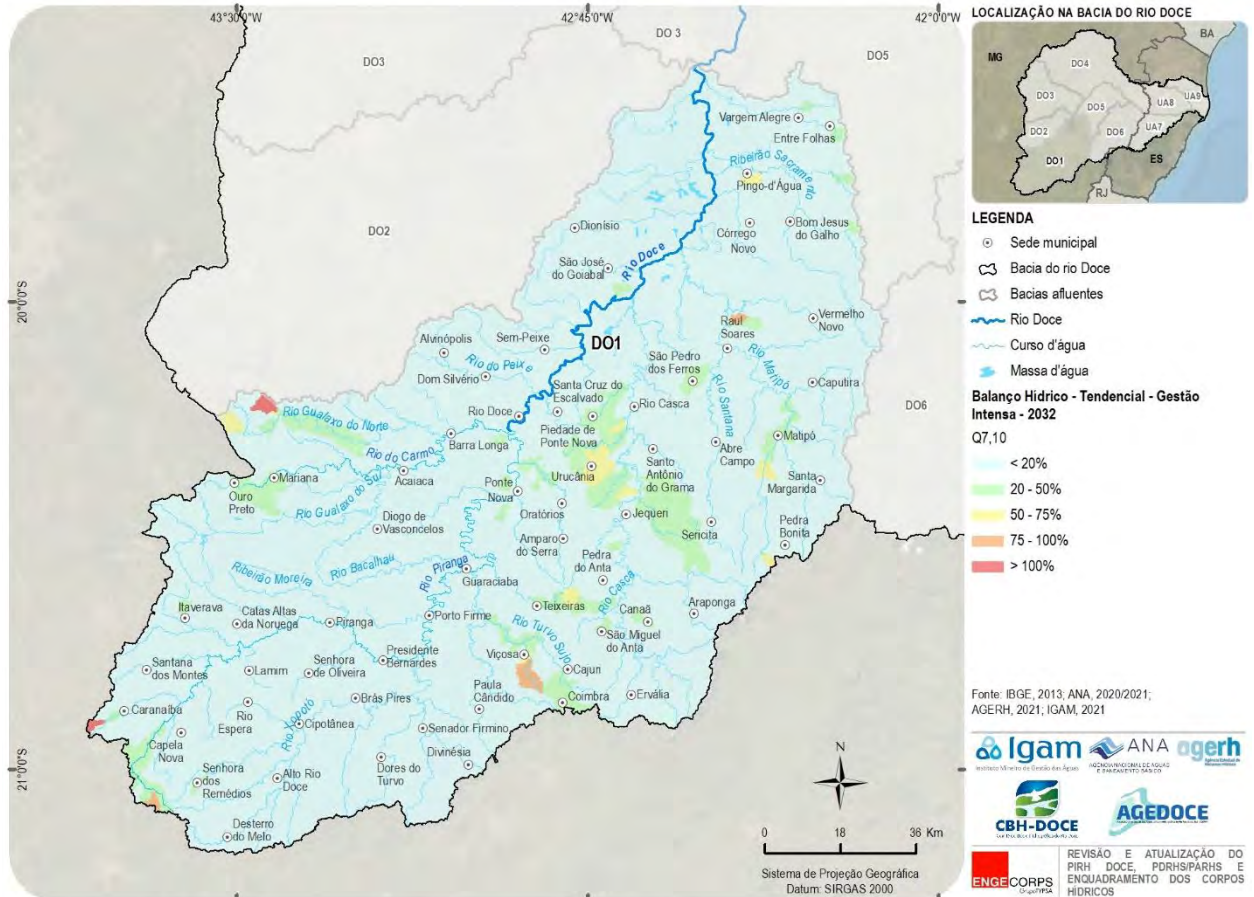 43°30'0"W
42°45'0"W
42°0'0"W
20°0'0"S
21°0'0"S
DO3
DO 3
DO5
DO2
DO6
DO1
Vargem Alegre
Entre Folhas
Ribeirão Sacramento
Pingo-d'Água
Dionísio
Córrego
Novo
Bom Jesus
do Galho
São José
do Goiabal
Rio Doce
Raul
Soares
Vermelho
Novo
Alvinópolis
Sem-Peixe
Rio do Peixe
Dom Silvério
São Pedro
dos Ferros
Rio Matipó
Caputira
Santa Cruz do
Escalvado
Rio Doce
Rio Casca
Rio Santana
Rio Gualaxo do Norte
Piedade de
Ponte Nova
Barra Longa
Matipó
Rio do Carmo
Abre
Campo
Mariana
Acaiaca
Urucânia
Santo
Antônio
do Grama
Santa
Margarida
Ouro
Preto
Rio Gualaxo do Sul
Ponte
Nova
Oratórios
Jequeri
Diogo de
Vasconcelos
Sericita
Pedra
Bonita
Amparo
do Serra
Pedra
do Anta
Rio Bacalhau
Ribeirão Moreira
Rio Piranga
Guaraciaba
Rio Casca
Itaverava
Catas Altas
da Noruega
Piranga
Porto Firme
Teixeiras
Canaã
Araponga
Rio Turvo Sujo
São Miguel
do Anta
Santana
dos Montes
Lamim
Senhora
de Oliveira
Presidente
Bernardes
Viçosa
Cajuri
Paula
Cândido
Coimbra
Ervália
Caranaíba
Rio
Espera
Brás Pires
Rio Xopotó
Cipotânea
Senador Firmino
Capela
Nova
Divinésia
Senhora
dos
Remédios
Alto Rio
Doce
Dores do
Turvo
Desterro
do Melo
N
0 18 36 Km
Sistema de Projeção Geográfica
Datum: SIRGAS 2000
LOCALIZAÇÃO NA BACIA DO RIO DOCE
MG
BA
DO4
DO3
DO5
UA8
UA9
DO2
DO6
UA7
DO1
ES
RJ
LEGENDA
Sede municipal
Bacia do rio Doce
Bacias afluentes
Rio Doce
Curso d'água
Massa d'água
Balanço Hídrico - Tendencial - Gestão
Intensa - 2032
Q7,10
< 20%
20 - 50%
50 - 75%
75 - 100%
> 100%
Fonte: IBGE, 2013; ANA, 2020/2021;
AGERH, 2021; IGAM, 2021
Igam
Instituto Mineiro de Gestão das Águas
ANA
AGÊNCIA NACIONAL DE ÁGUAS
E SANEAMENTO BÁSICO
agerh
CBH-DOCE
AGEDOCE
ENGECORPS
REVISÃO E ATUALIZAÇÃO DO
PIRH DOCE, PDRHS/PARHS E
ENQUADRAMENTO DOS CORPOS
HÍDRICOS